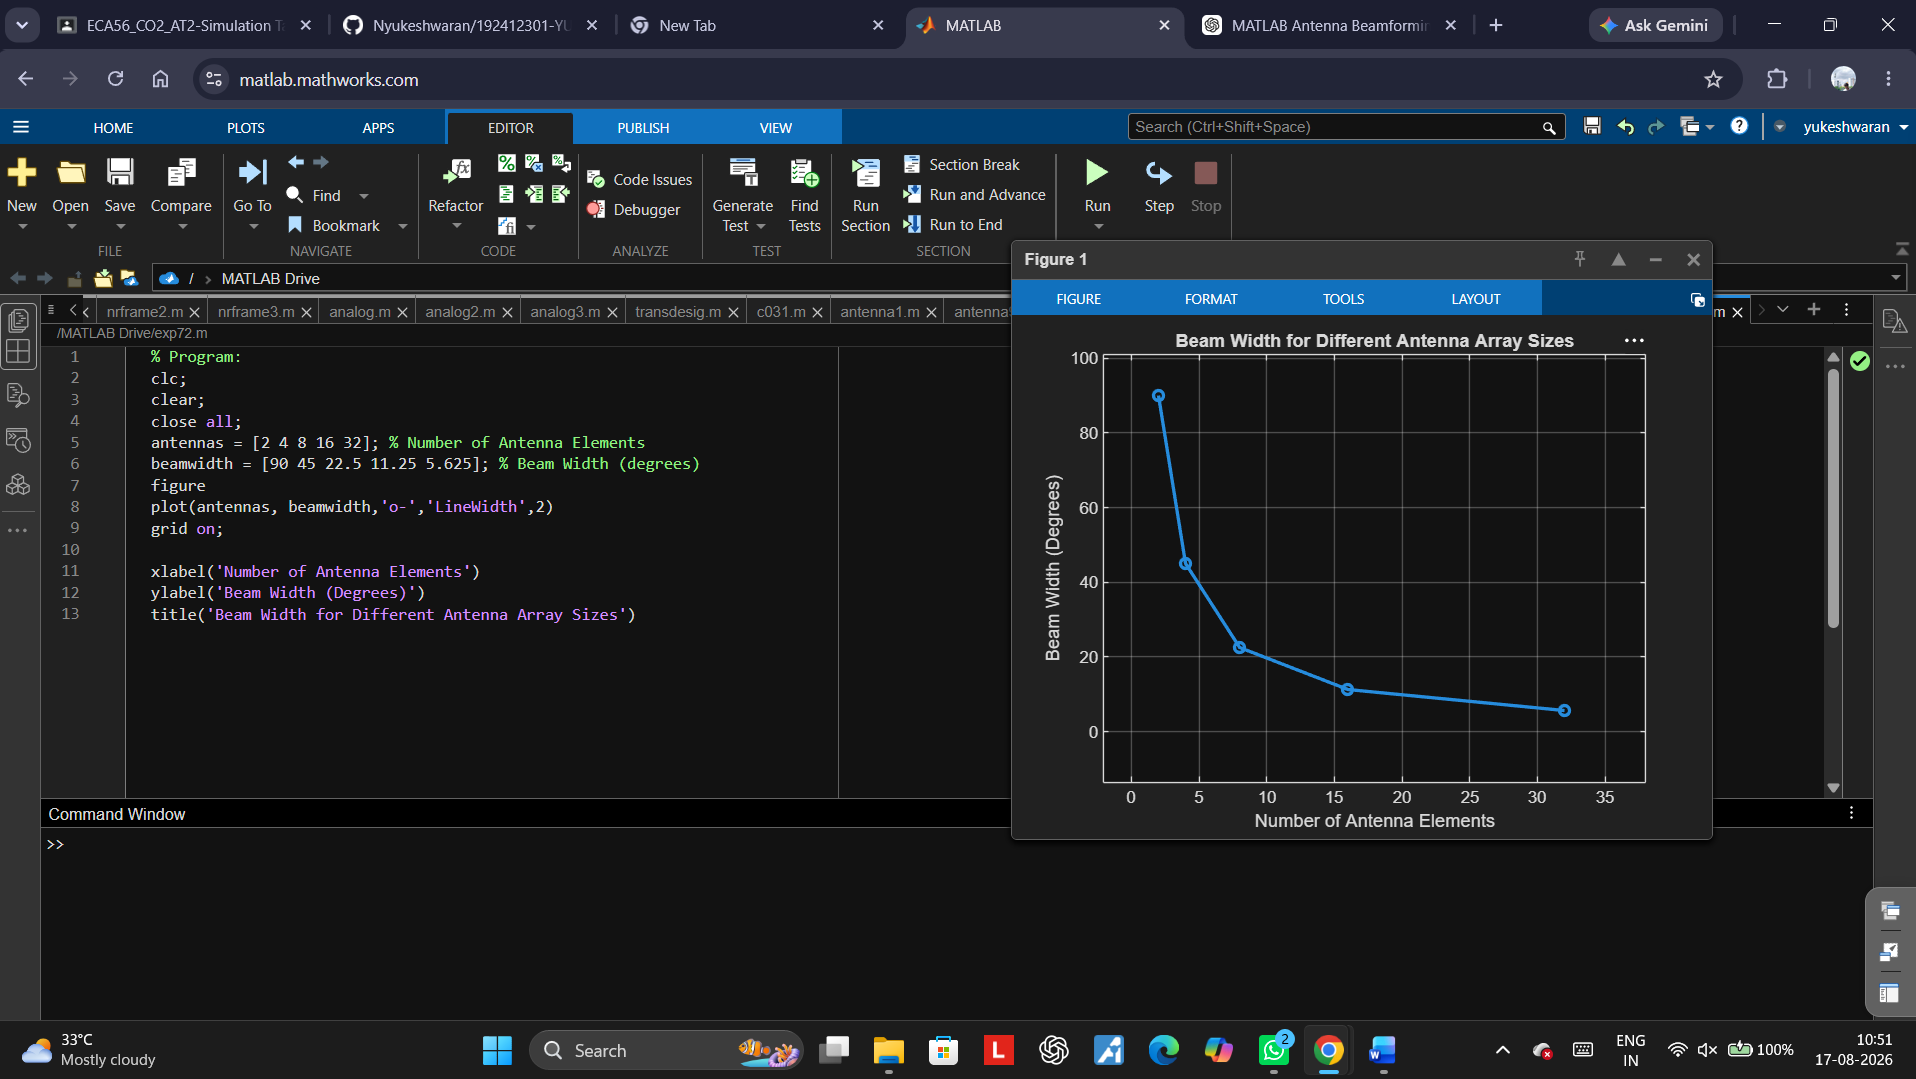 ECA56_CO2_AT2-Simulation T
Nyukeshwaran/192412301-YU
New Tab
MATLAB
MATLAB Antenna Beamformin
Ask Gemini
matlab.mathworks.com
HOME
PLOTS
APPS
EDITOR
PUBLISH
VIEW
Search (Ctrl+Shift+Space)
yukeshwaran
New
Open
Save
Compare
FILE
Go To
Find
Bookmark
NAVIGATE
Refactor
CODE
Code Issues
Debugger
ANALYZE
Generate
Test
Find
Tests
TEST
Run
Section
Section Break
Run and Advance
Run to End
SECTION
Run
Step
Stop
/ › MATLAB Drive
nrframe2.m
nrframe3.m
analog.m
analog2.m
analog3.m
transdesig.m
c031.m
antenna1.m
antenna
m
/MATLAB Drive/exp72.m
1 % Program:
2 clc;
3 clear;
4 close all;
5 antennas = [2 4 8 16 32]; % Number of Antenna Elements
6 beamwidth = [90 45 22.5 11.25 5.625]; % Beam Width (degrees)
7 figure
8 plot(antennas, beamwidth,'o-','LineWidth',2)
9 grid on;
10
11 xlabel('Number of Antenna Elements')
12 ylabel('Beam Width (Degrees)')
13 title('Beam Width for Different Antenna Array Sizes')
Figure 1
FIGURE
FORMAT
TOOLS
LAYOUT
Beam Width for Different Antenna Array Sizes
Beam Width (Degrees)
100
80
60
40
20
0
0 5 10 15 20 25 30 35
Number of Antenna Elements
Command Window
>>
33°C
Mostly cloudy
Search
2
ENG
IN
100%
10:51
17-08-2026